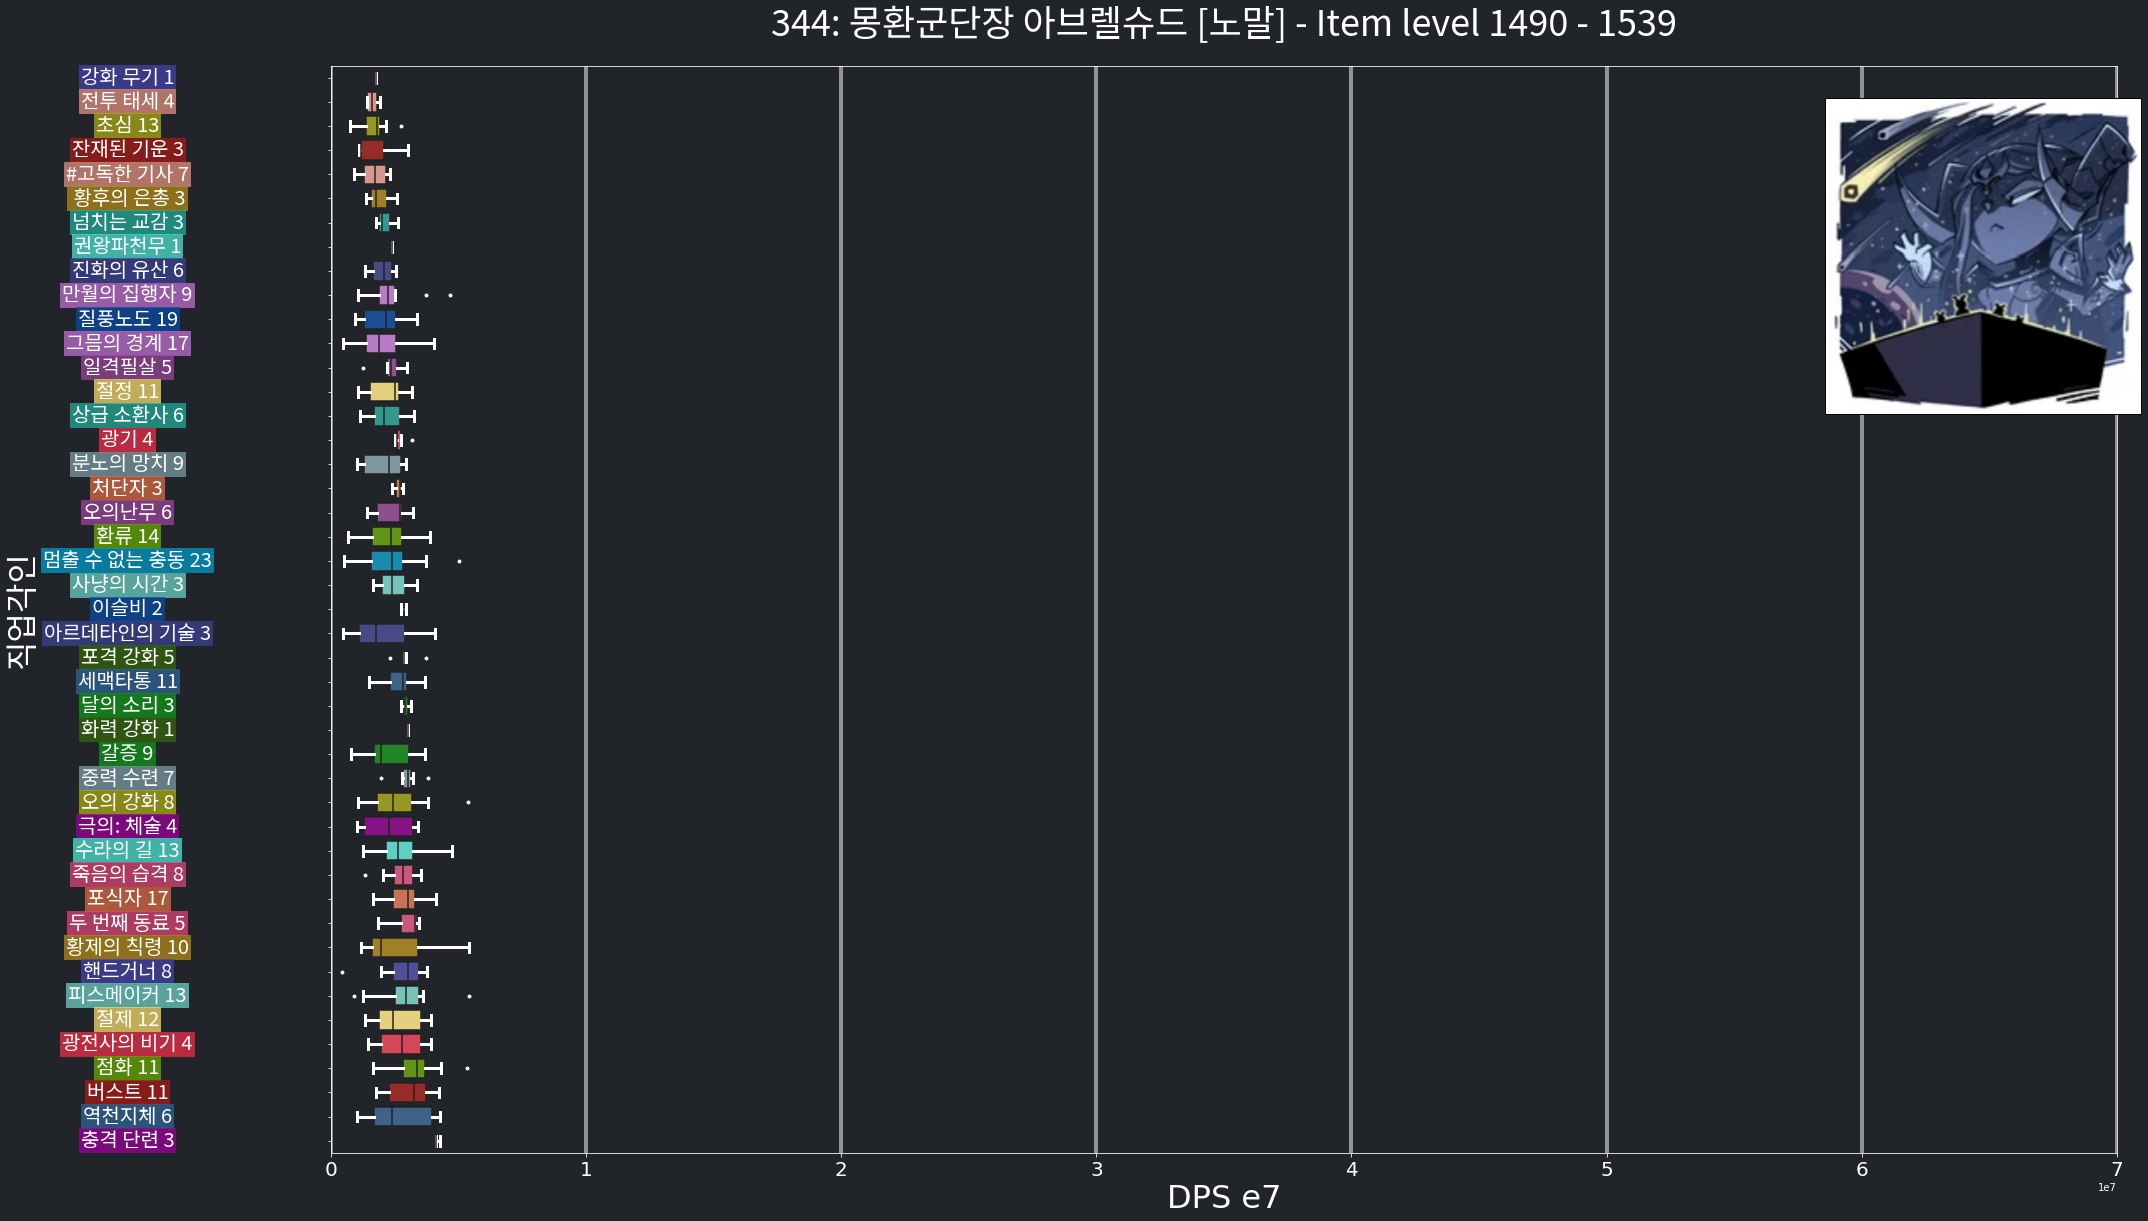 344: 몽환군단장 아브렐슈드 [노말] - Item level 1490 - 1539
직업각인
강화 무기 1
전투 태세 4
초심 13
잔재된 기운 3
#고독한 기사 7
황후의 은총 3
넘치는 교감 3
권왕파천무 1
진화의 유산 6
만월의 집행자 9
질풍노도 19
그믐의 경계 17
일격필살 5
절정 11
상급 소환사 6
광기 4
분노의 망치 9
처단자 3
오의난무 6
환류 14
멈출 수 없는 충동 23
사냥의 시간 3
이슬비 2
아르데타인의 기술 3
포격 강화 5
세맥타통 11
달의 소리 3
화력 강화 1
갈증 9
중력 수련 7
오의 강화 8
극의: 체술 4
수라의 길 13
죽음의 습격 8
포식자 17
두 번째 동료 5
황제의 칙령 10
핸드거너 8
피스메이커 13
절제 12
광전사의 비기 4
점화 11
버스트 11
역천지체 6
충격 단련 3
0 1 2 3 4 5 6 7
1e7
DPS e7